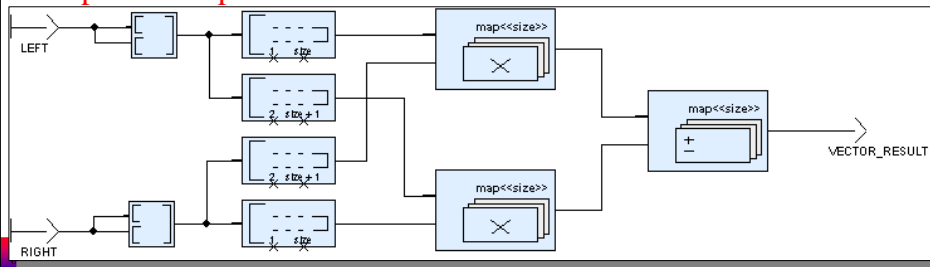 LEFT
1 size
map<<size>>
2 size+1
map<<size>>
VECTOR_RESULT
2 size+1
map<<size>>
1 size
RIGHT